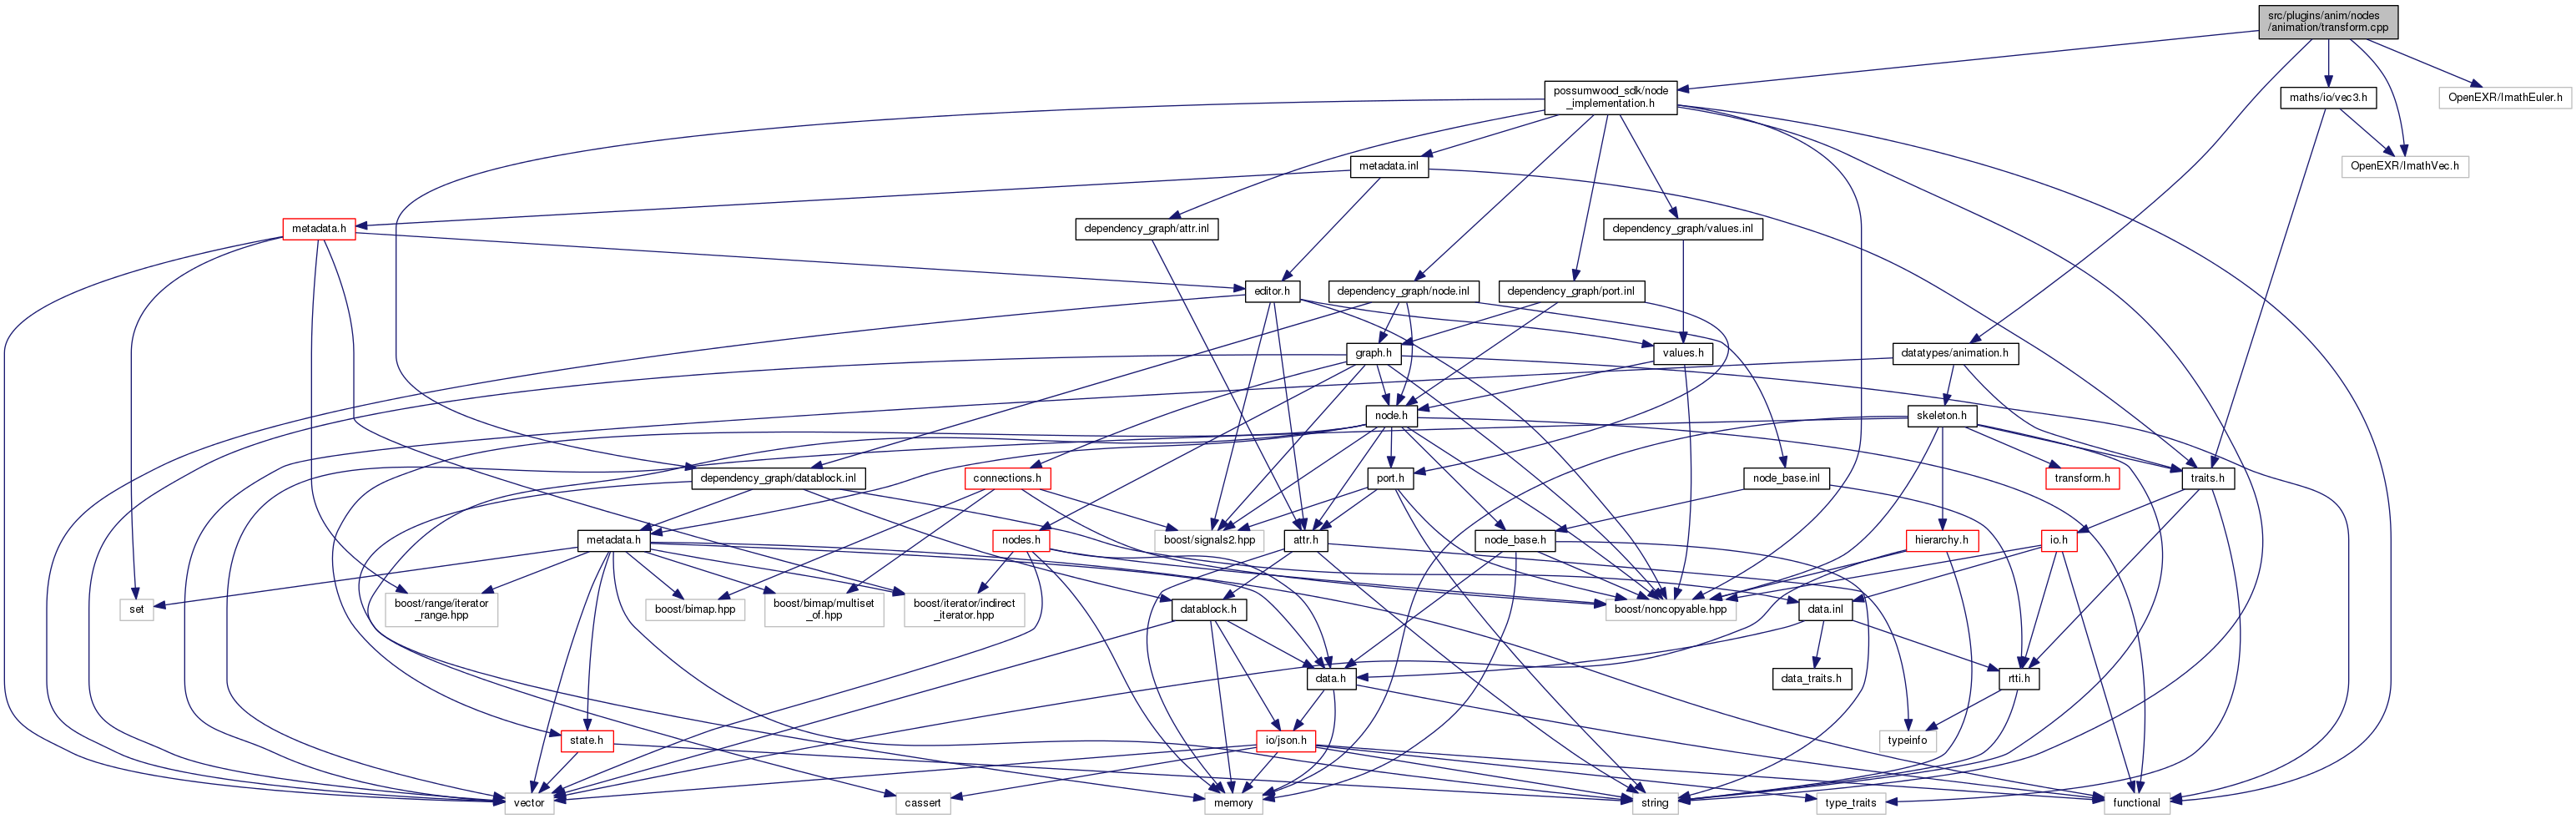 src/plugins/anim/nodes
/animation/transform.cpp
possumwood_sdk/node
_implementation.h
maths/io/vec3.h
OpenEXR/ImathEuler.h
metadata.inl
OpenEXR/ImathVec.h
metadata.h
dependency_graph/attr.inl
dependency_graph/values.inl
editor.h
dependency_graph/node.inl
dependency_graph/port.inl
graph.h
values.h
datatypes/animation.h
node.h
skeleton.h
dependency_graph/datablock.inl
connections.h
port.h
node_base.inl
transform.h
traits.h
metadata.h
nodes.h
boost/signals2.hpp
attr.h
node_base.h
hierarchy.h
io.h
set
boost/range/iterator
_range.hpp
boost/bimap.hpp
boost/bimap/multiset
_of.hpp
boost/iterator/indirect
_iterator.hpp
datablock.h
boost/noncopyable.hpp
data.inl
data.h
data_traits.h
rtti.h
state.h
io/json.h
typeinfo
vector
cassert
memory
string
type_traits
functional